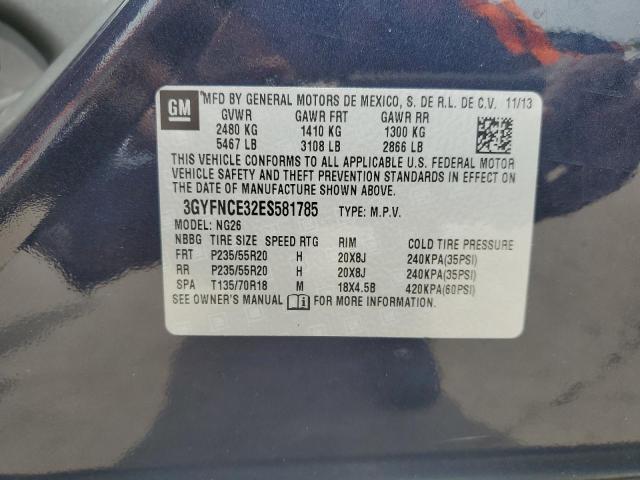 GM MFD BY GENERAL MOTORS DE MEXICO, S. DE R.L. DE C.V. 11/13
GVWR GAWR FRT GAWR RR
2480 KG 1410 KG 1300 KG
5467 LB 3108 LB 2866 LB
THIS VEHICLE CONFORMS TO ALL APPLICABLE U.S. FEDERAL MOTOR
VEHICLE SAFETY AND THEFT PREVENTION STANDARDS IN EFFECT ON
THE DATE OF MANUFACTURE SHOWN ABOVE.
3GYFNCE32ES581785 TYPE: M.P.V.
MODEL: NG26
NBBG TIRE SIZE SPEED RTG RIM COLD TIRE PRESSURE
FRT P235/55R20 H 20X8J 240KPA(35PSI)
RR P235/55R20 H 20X8J 240KPA(35PSI)
SPA T135/70R18 M 18X4.5B 420KPA(60PSI)
SEE OWNER'S MANUAL FOR MORE INFORMATION.